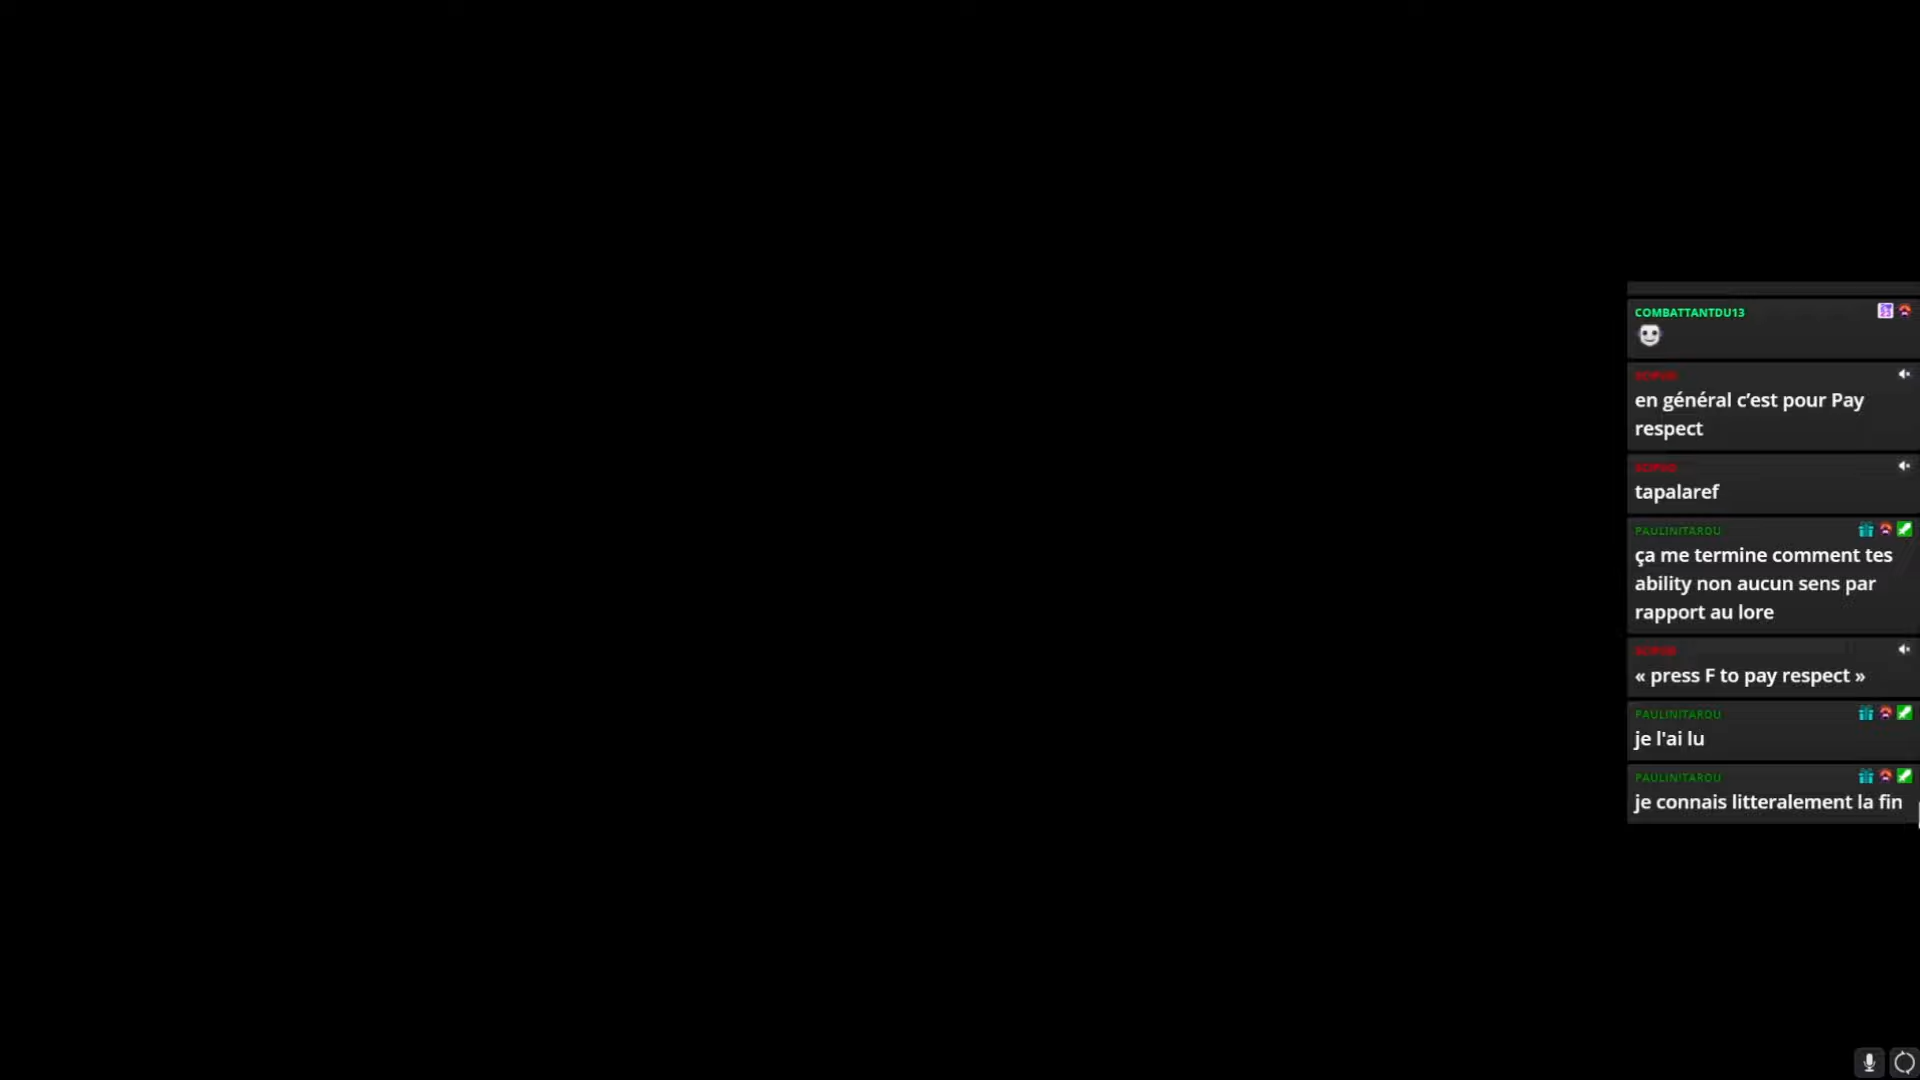 COMBATTANTDU13
en général c’est pour Pay
respect
tapalaref
PAULINITAROU
ça me termine comment tes
ability non aucun sens par
rapport au lore
« press F to pay respect »
PAULINITAROU
je l'ai lu
PAULINITAROU
je connais litteralement la fin